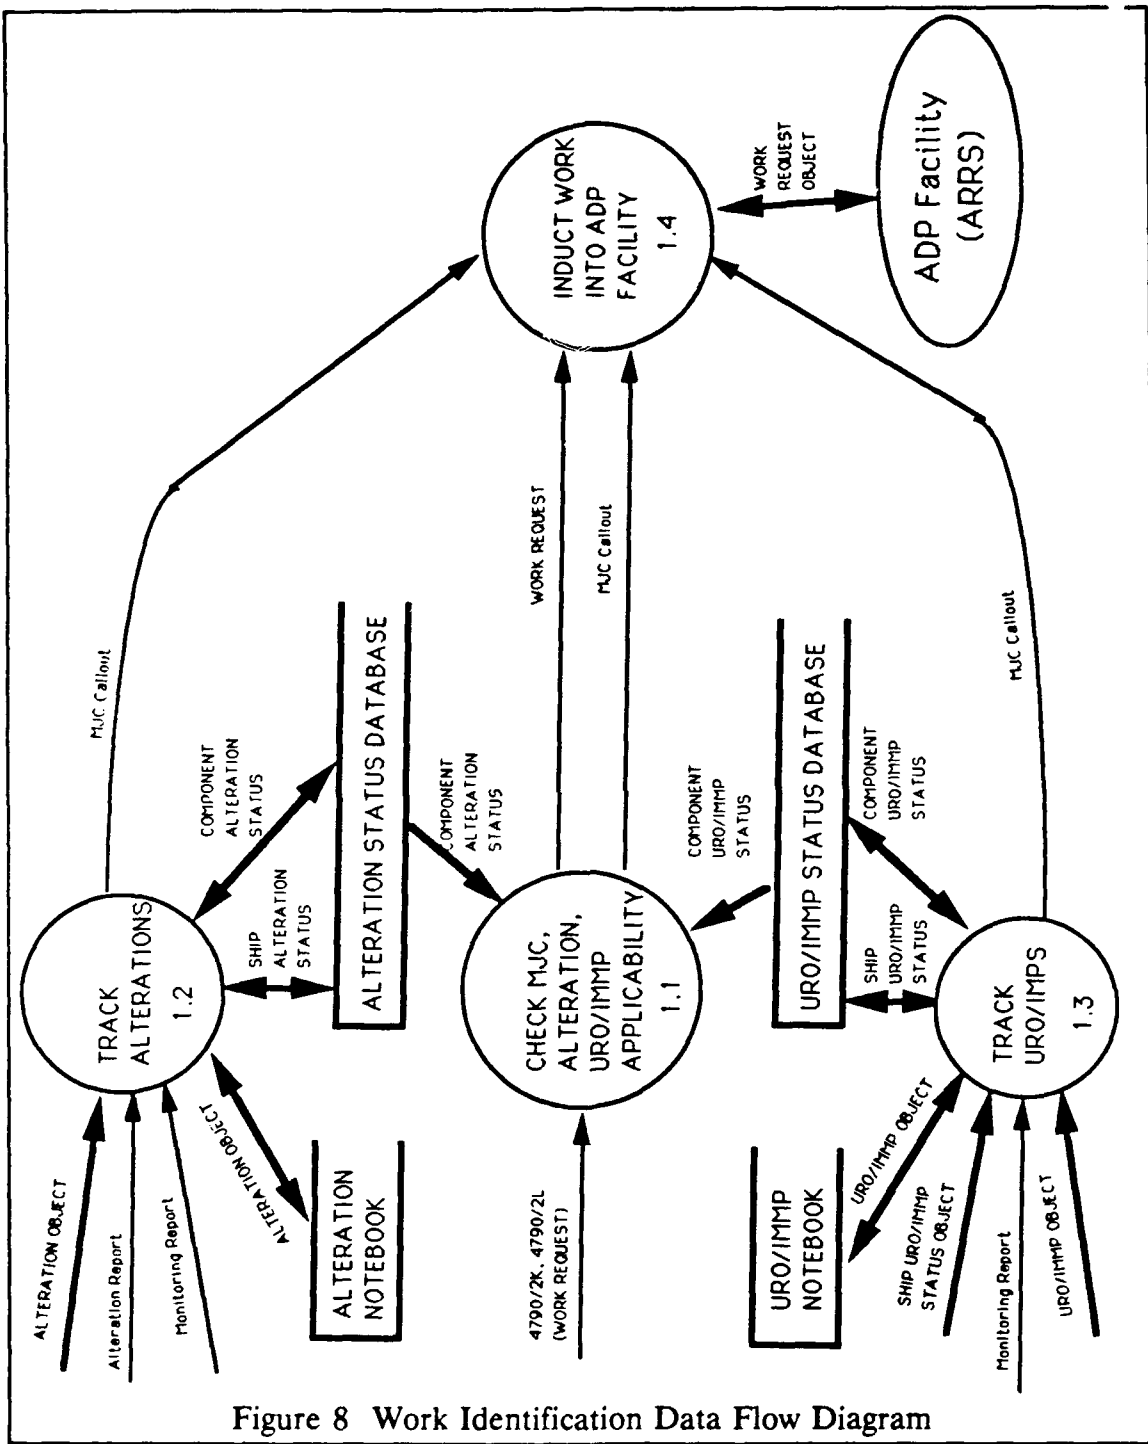 ALTERATION OBJECT
Alteration Report
Monitoring Report
TRACK
ALTERATIONS
1.2
MJC Callout
ALTERATION OBJECT
ALTERATION
NOTEBOOK
SHIP
ALTERATION
STATUS
COMPONENT
ALTERATION
STATUS
ALTERATION STATUS DATABASE
COMPONENT
ALTERATION
STATUS
4790/2K, 4790/2L
(WORK REQUEST)
CHECK MJC,
ALTERATION,
URO/IMMP
APPLICABILITY
1.1
WORK REQUEST
MJC Callout
INDUCT WORK
INTO ADP
FACILITY
1.4
WORK
REQUEST
OBJECT
ADP Facility
(ARRS)
COMPONENT
URO/IMMP
STATUS
URO/IMMP
NOTEBOOK
URO/IMMP STATUS DATABASE
URO/IMMP OBJECT
SHIP
URO/IMMP
STATUS
COMPONENT
URO/IMMP
STATUS
SHIP URO/IMMP
STATUS OBJECT
Monitoring Report
URO/IMMP OBJECT
TRACK
URO/IMPS
1.3
MJC Callout
Figure 8 Work Identification Data Flow Diagram